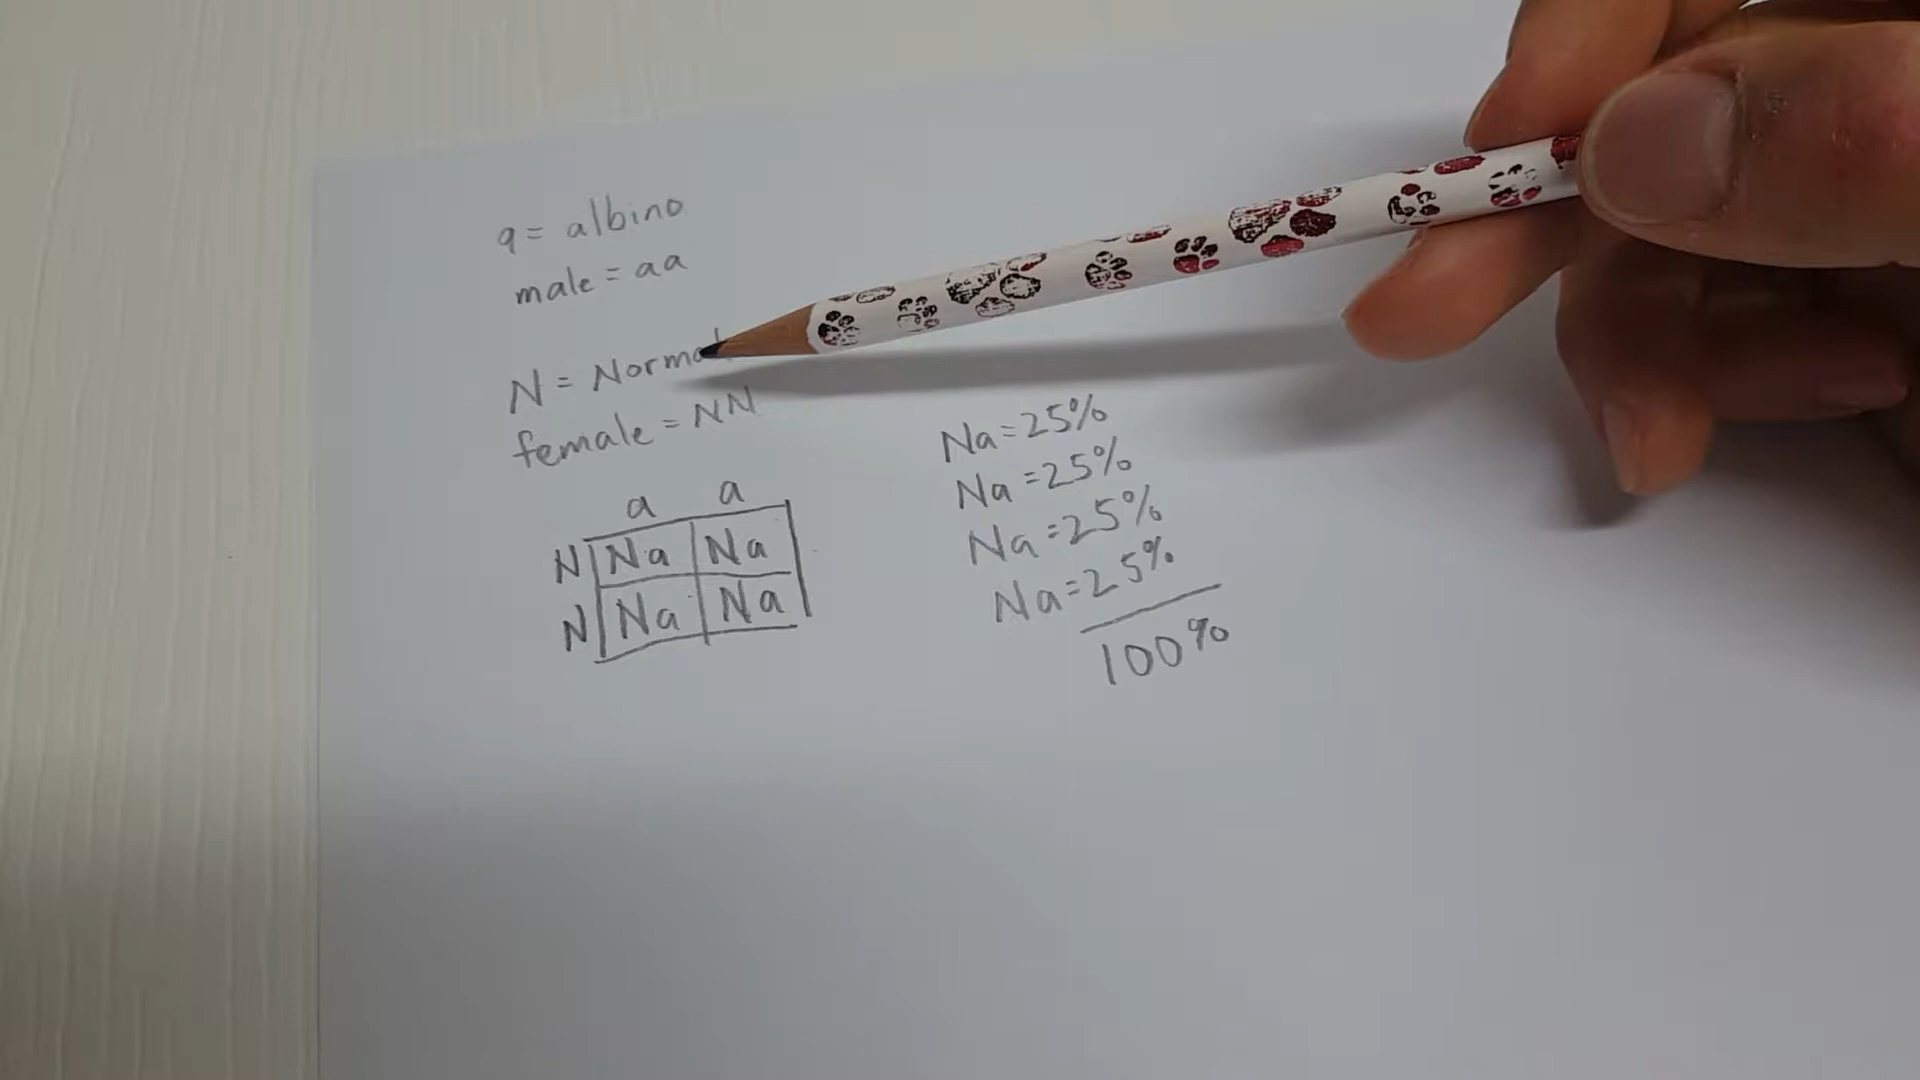 a = albino
male = aa
N = Normal
female = NN
a a
N Na Na
N Na Na
Na = 25%
Na = 25%
Na = 25%
Na = 25%
100%